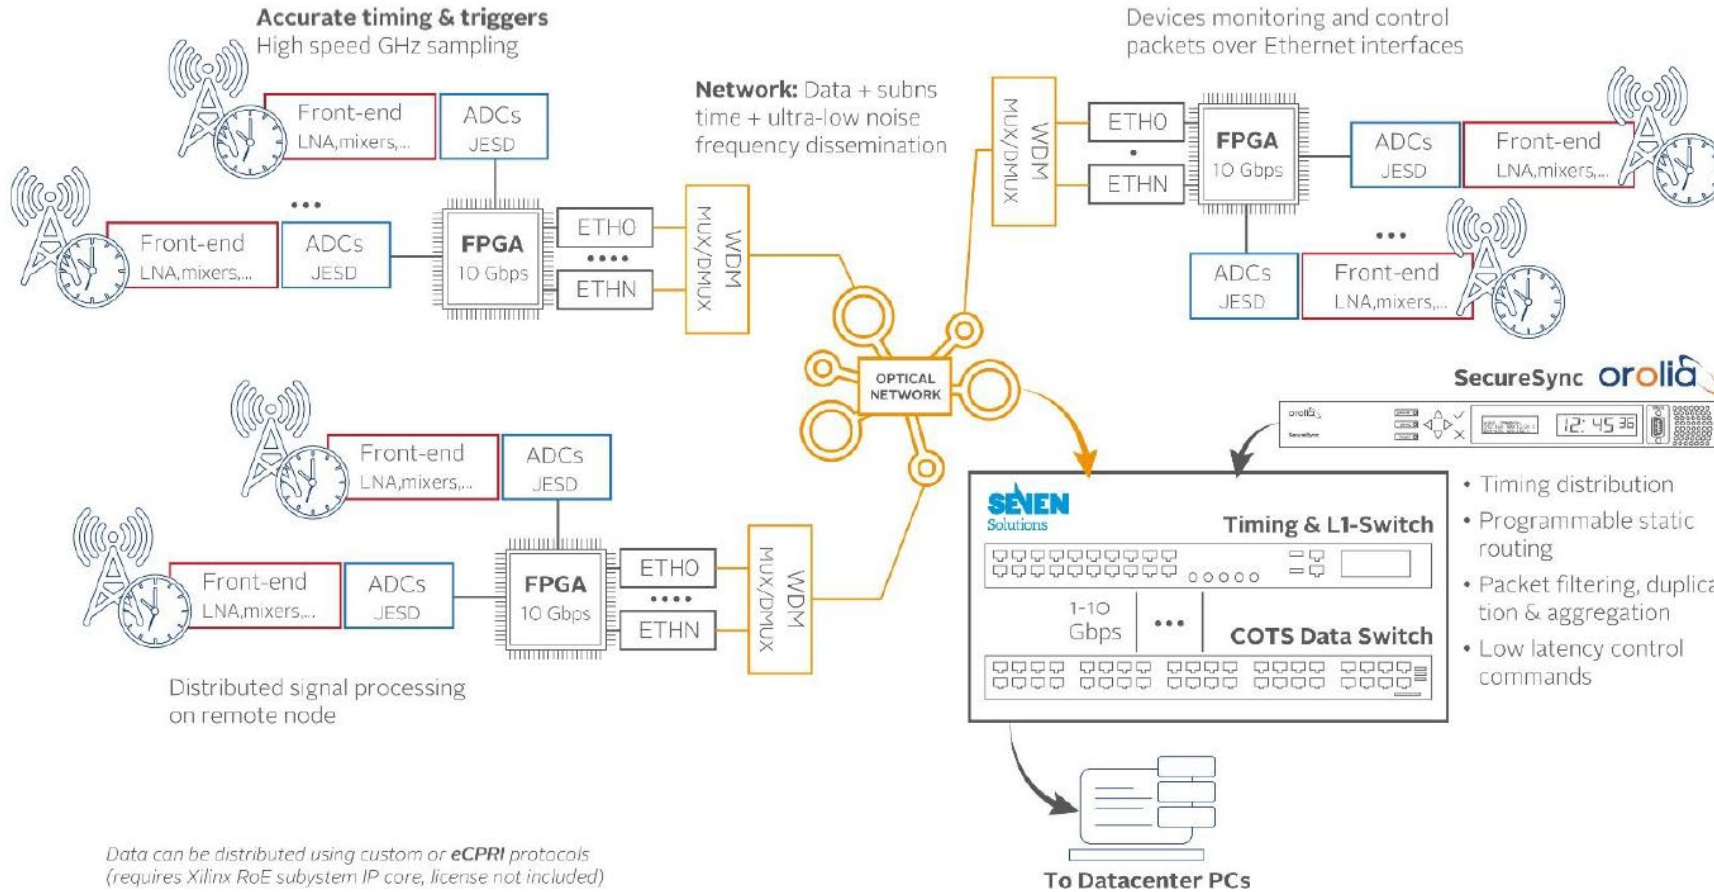 Accurate timing & triggers
High speed GHz sampling
Front-end
LNA,mixers,...
ADCs
JESD
•••
Front-end
LNA,mixers,...
ADCs
JESD
FPGA
10 Gbps
ETH0
••••
ETHN
WDM
MUX/DMUX
Network: Data + subns
time + ultra-low noise
frequency dissemination
Devices monitoring and control
packets over Ethernet interfaces
WDM
MUX/DMUX
ETH0
•
ETHN
FPGA
10 Gbps
ADCs
JESD
Front-end
LNA,mixers,...
•••
ADCs
JESD
Front-end
LNA,mixers,...
OPTICAL
NETWORK
Front-end
LNA,mixers,...
ADCs
JESD
Front-end
LNA,mixers,...
ADCs
JESD
FPGA
10 Gbps
ETH0
••••
ETHN
WDM
MUX/DMUX
Distributed signal processing
on remote node
SecureSync orolia
orolia
SecureSync
12:45 36
SEVEN
Solutions
Timing & L1-Switch
1-10
Gbps
•••
COTS Data Switch
• Timing distribution
• Programmable static
routing
• Packet filtering, duplica
tion & aggregation
• Low latency control
commands
To Datacenter PCs
Data can be distributed using custom or eCPRI protocols
(requires Xilinx RoE subystem IP core, license not included)